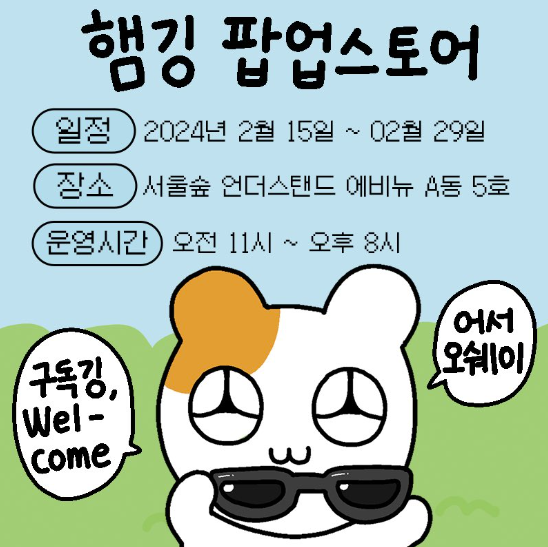 햄깅 팝업스토어
일정 2024년 2월 15일 ~ 02월 29일
장소 서울숲 언더스탠드 에비뉴 A동 5호
운영시간 오전 11시 ~ 오후 8시
어서
오쉐이
구독깅,
Wel-
come